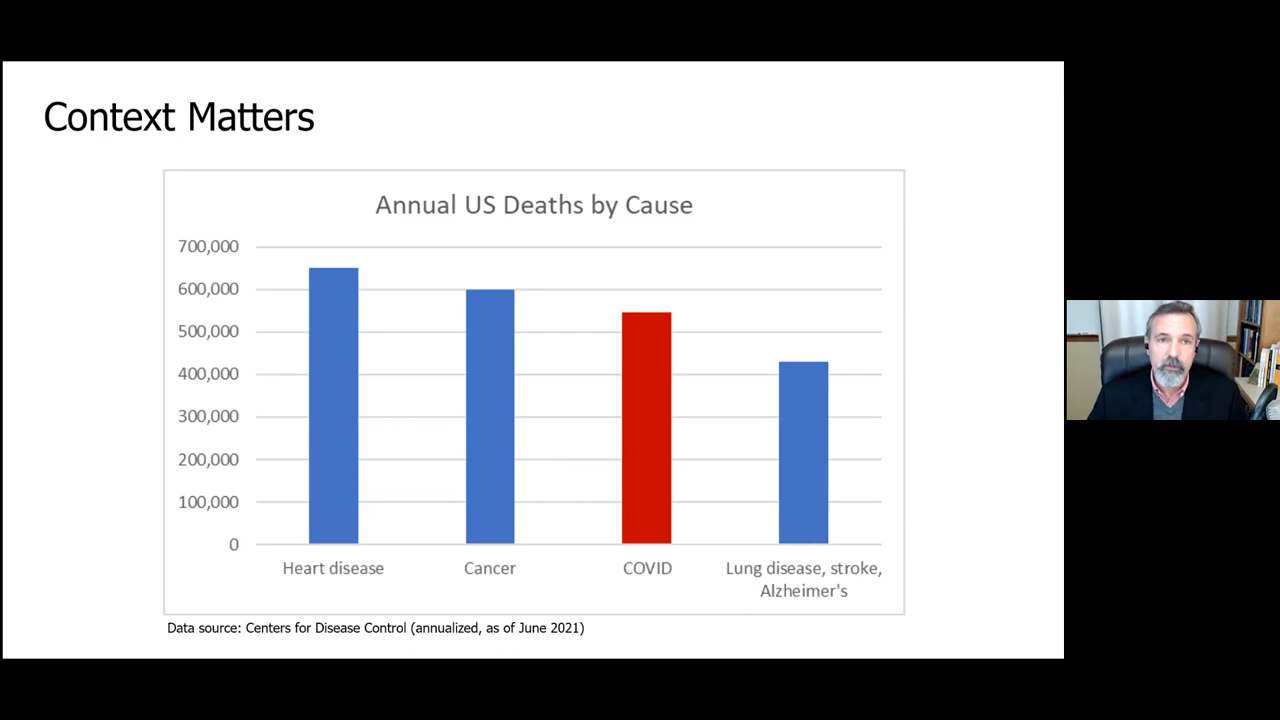 Context Matters
Annual US Deaths by Cause
700,000
600,000
500,000
400,000
300,000
200,000
100,000
0
Heart disease
Cancer
COVID
Lung disease, stroke,
Alzheimer's
Data source: Centers for Disease Control (annualized, as of June 2021)